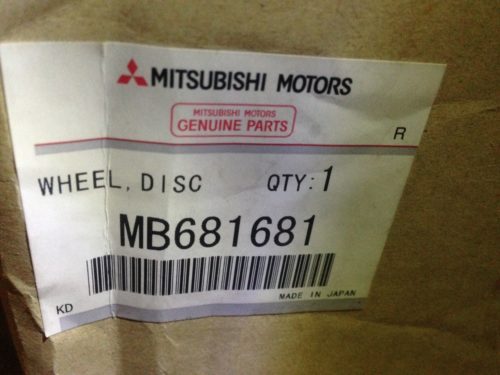 MITSUBISHI MOTORS
MITSUBISHI MOTORS
GENUINE PARTS
R
WHEEL, DISC QTY: 1
MB681681
MADE IN JAPAN
KD